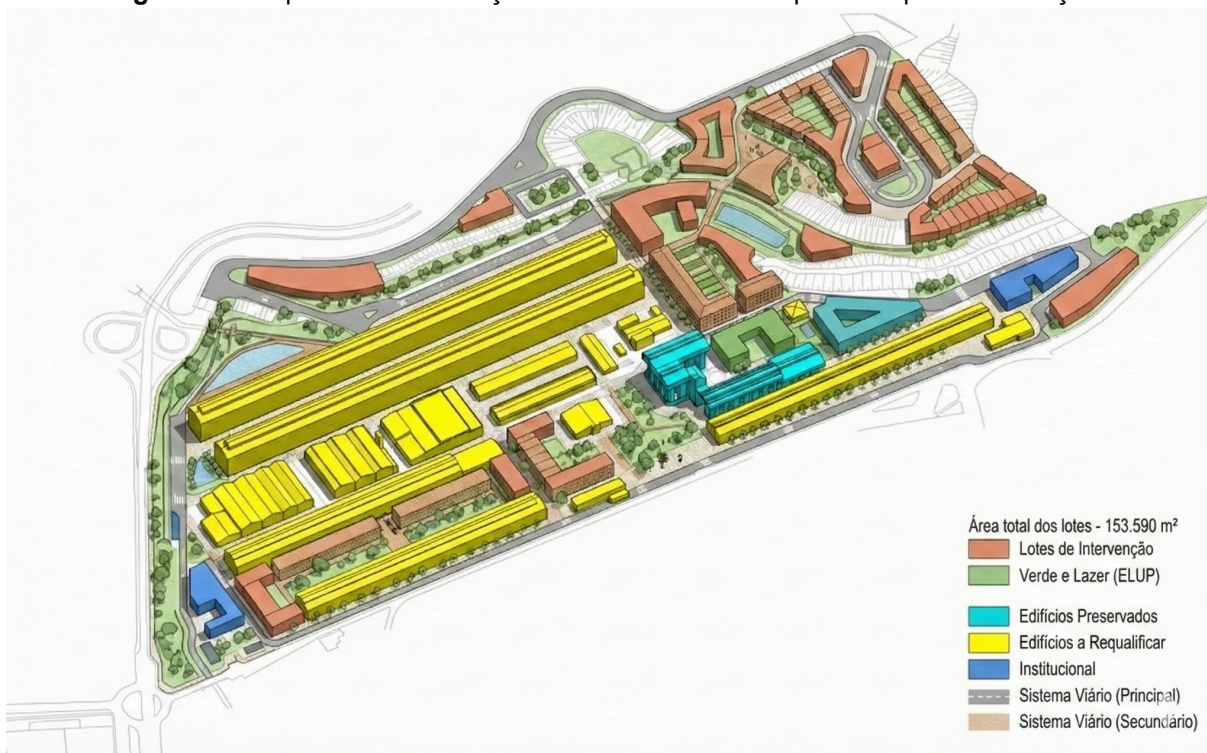 Área total dos lotes - 153.590 m²
Lotes de Intervenção
Verde e Lazer (ELUP)
Edifícios Preservados
Edifícios a Requalificar
Institucional
Sistema Viário (Principal)
Sistema Viário (Secundário)